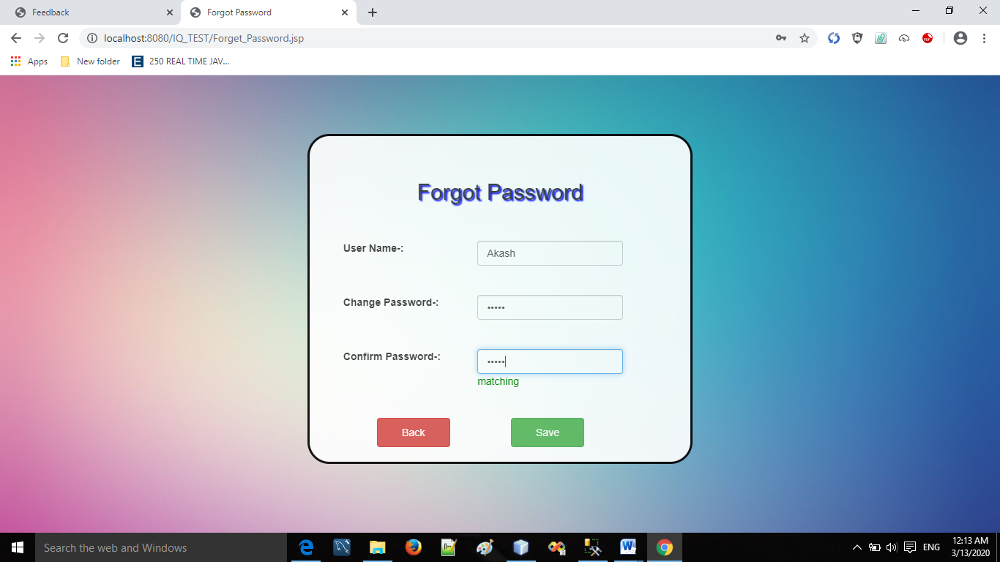 Feedback
Forgot Password
localhost:8080/IQ_TEST/Forget_Password.jsp
Apps
New folder
E 250 REAL TIME JAV...
Forgot Password
User Name-: Akash
Change Password-: •••••
Confirm Password-: •••••
matching
Back Save
Search the web and Windows
ENG
12:13 AM
3/13/2020